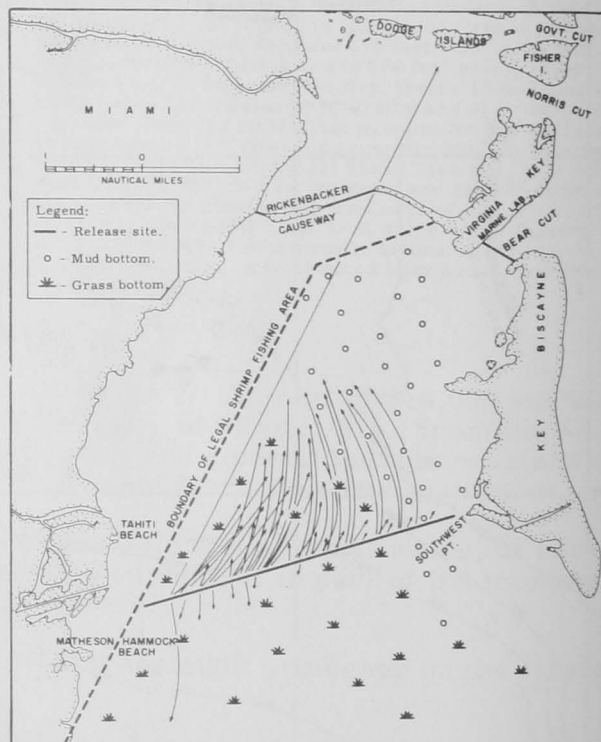 DODGE
ISLANDS
GOVT. CUT
FISHER
I.
NORRIS CUT
MIAMI
0
NAUTICAL MILES
RICKENBACKER
CAUSEWAY
VIRGINIA
KEY
MARINE LAB.
BEAR CUT
Legend:
- Release site.
- Mud bottom.
- Grass bottom.
KEY BISCAYNE
BOUNDARY OF LEGAL SHRIMP FISHING AREA
TAHITI
BEACH
SOUTHWEST
PT.
MATHESON HAMMOCK
BEACH